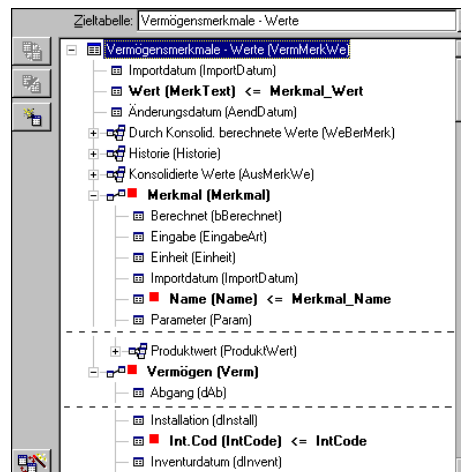 Zieltabelle: Vermögensmerkmale - Werte
Vermögensmerkmale - Werte (VermMerkWe)
Importdatum (ImportDatum)
Wert (MerkText) <= Merkmal_Wert
Änderungsdatum (AendDatum)
Durch Konsolid. berechnete Werte (WeBerMerk)
Historie (Historie)
Konsolidierte Werte (AusMerkWe)
Merkmal (Merkmal)
Berechnet (bBerechnet)
Eingabe (EingabeArt)
Einheit (Einheit)
Importdatum (ImportDatum)
Name (Name) <= Merkmal_Name
Parameter (Param)
Produktwert (ProduktWert)
Vermögen (Verm)
Abgang (dAb)
Installation (dInstall)
Int.Cod (IntCode) <= IntCode
Inventurdatum (dInvent)